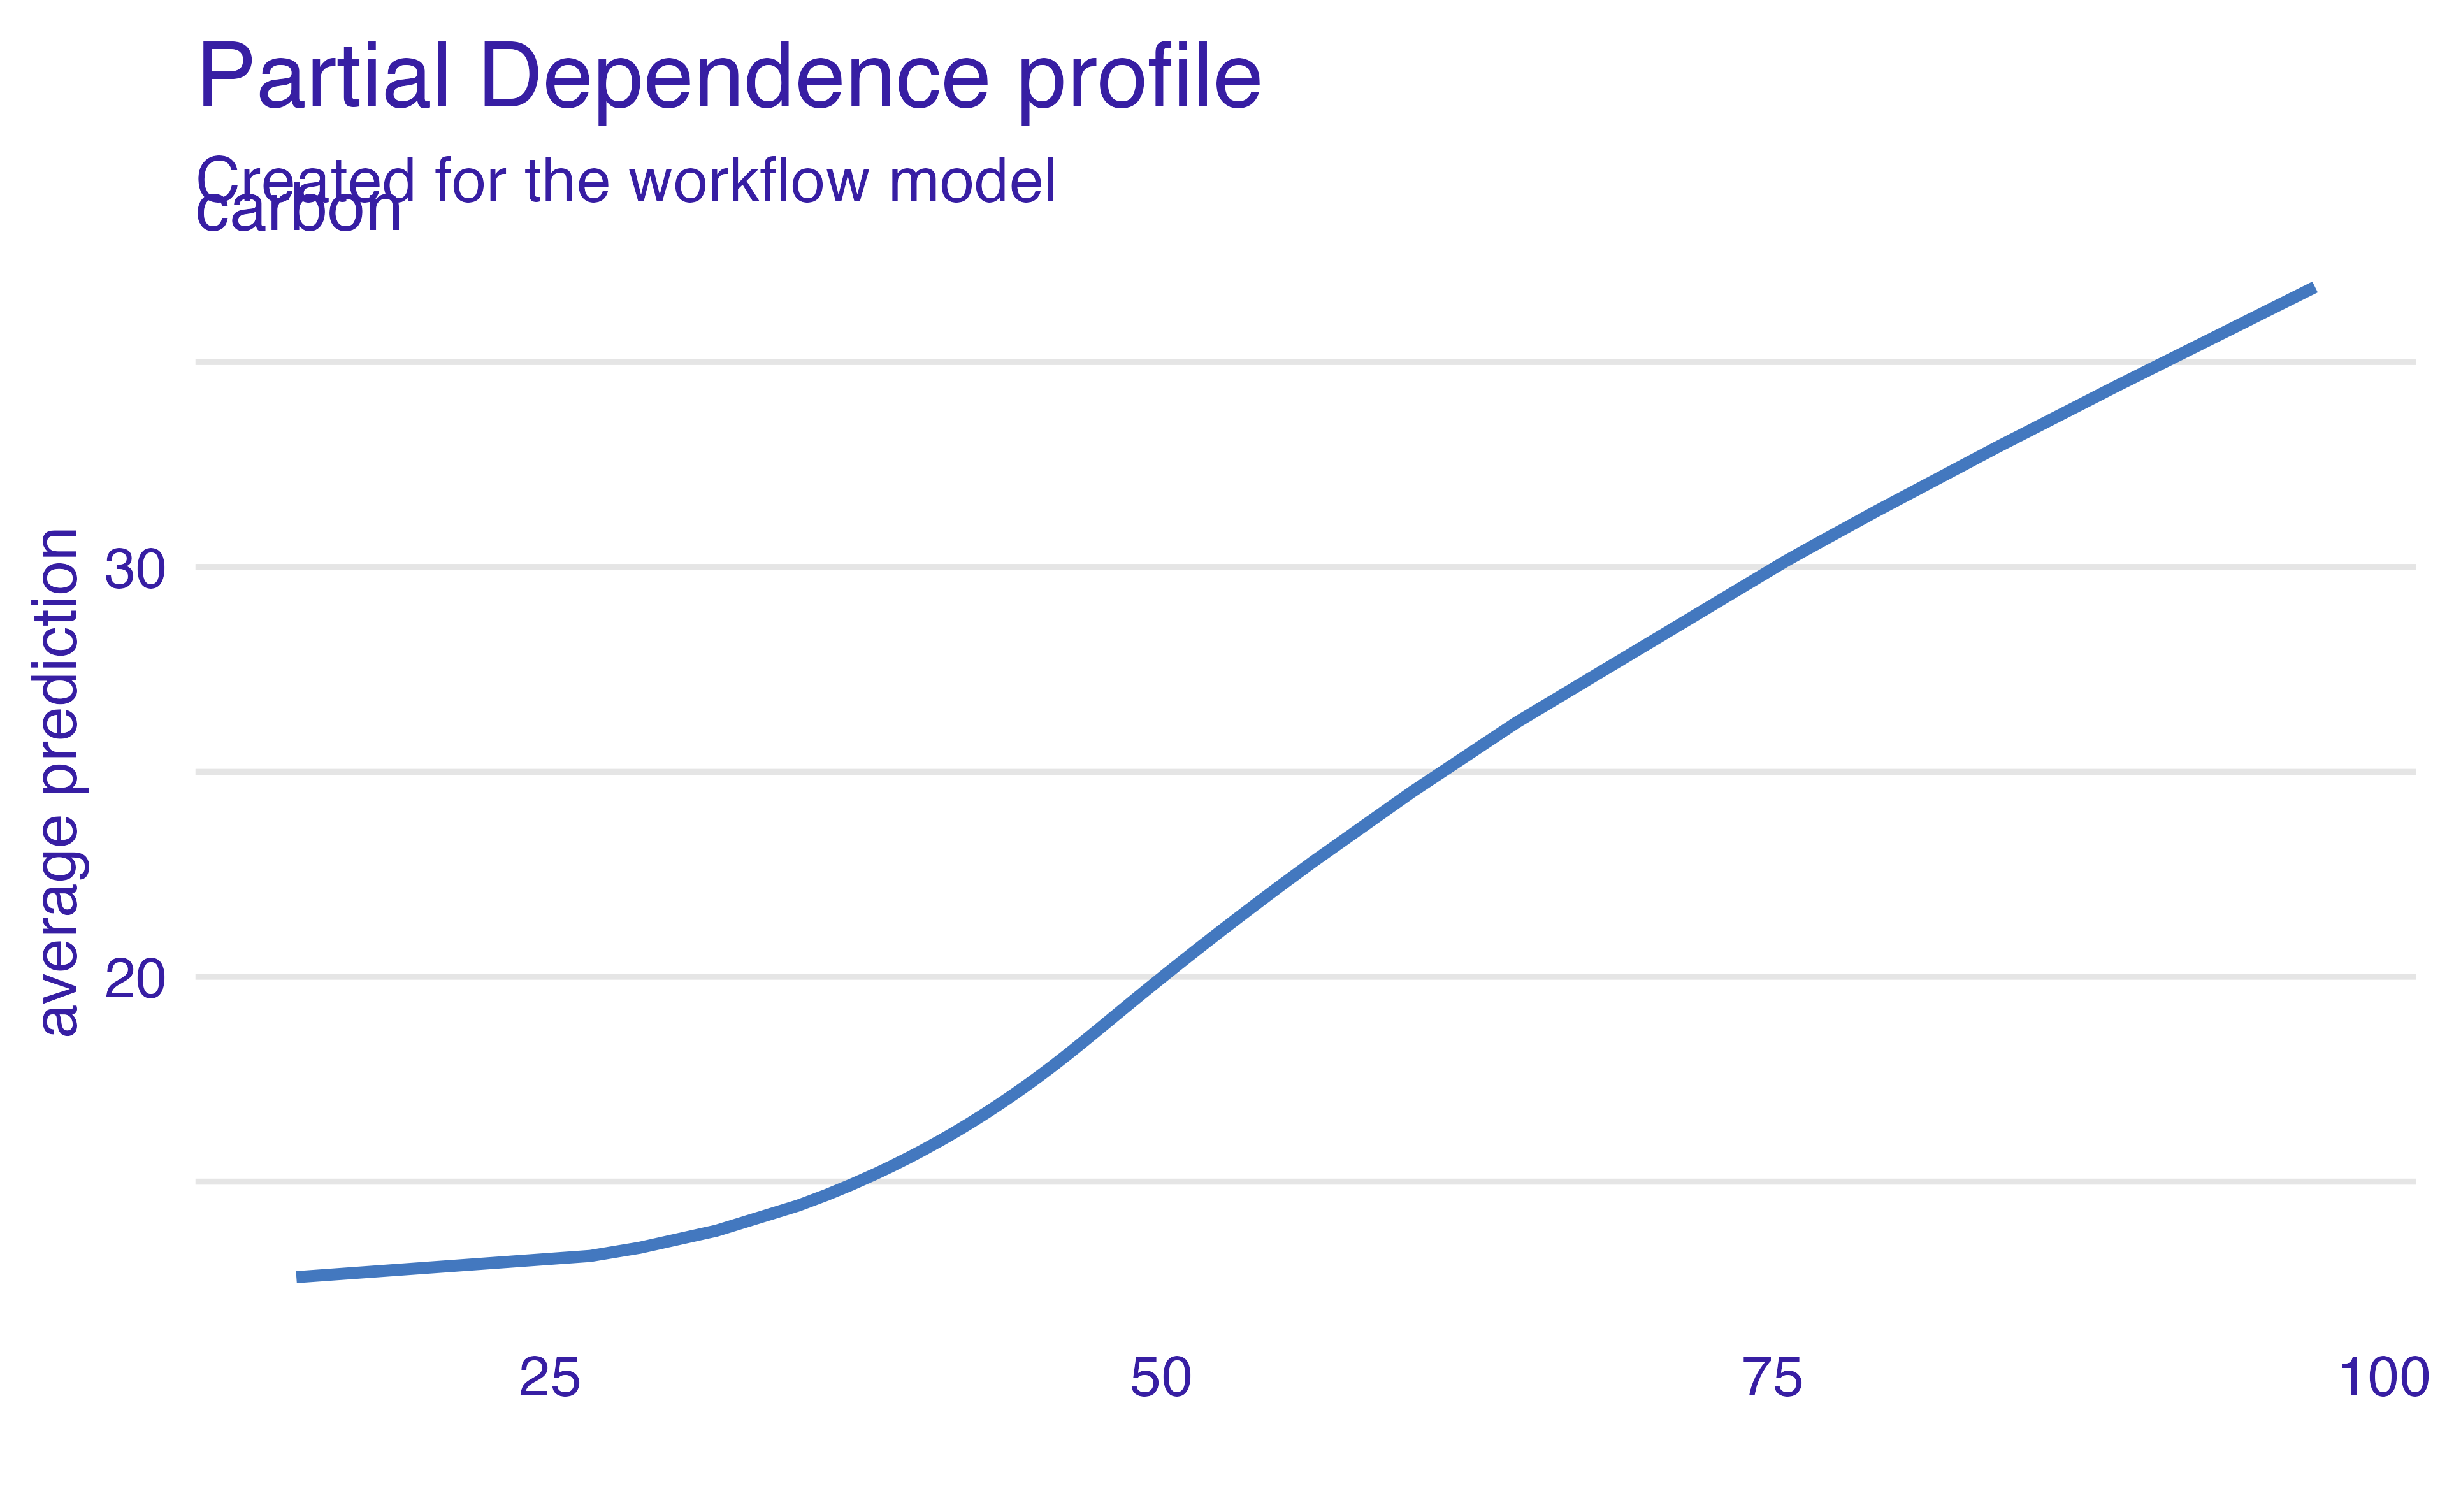 Partial Dependence profile
Created for the workflow model
carbon
average prediction
30
20
25 50 75 100